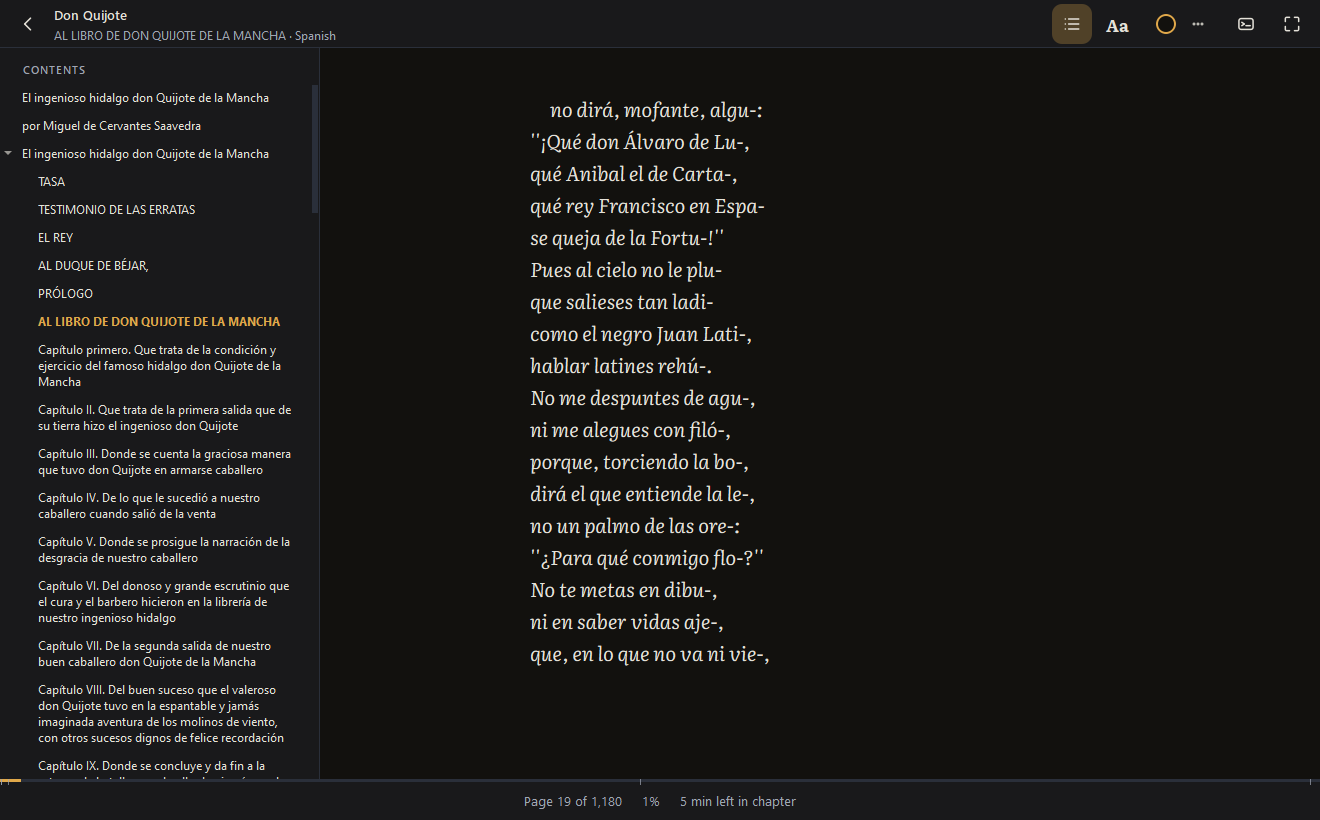 Don Quijote
AL LIBRO DE DON QUIJOTE DE LA MANCHA · Spanish
Aa
CONTENTS
El ingenioso hidalgo don Quijote de la Mancha
por Miguel de Cervantes Saavedra
El ingenioso hidalgo don Quijote de la Mancha
TASA
TESTIMONIO DE LAS ERRATAS
EL REY
AL DUQUE DE BÉJAR,
PRÓLOGO
AL LIBRO DE DON QUIJOTE DE LA MANCHA
Capítulo primero. Que trata de la condición y
ejercicio del famoso hidalgo don Quijote de la
Mancha
Capítulo II. Que trata de la primera salida que de
su tierra hizo el ingenioso don Quijote
Capítulo III. Donde se cuenta la graciosa manera
que tuvo don Quijote en armarse caballero
Capítulo IV. De lo que le sucedió a nuestro
caballero cuando salió de la venta
Capítulo V. Donde se prosigue la narración de la
desgracia de nuestro caballero
Capítulo VI. Del donoso y grande escrutinio que
el cura y el barbero hicieron en la librería de
nuestro ingenioso hidalgo
Capítulo VII. De la segunda salida de nuestro
buen caballero don Quijote de la Mancha
Capítulo VIII. Del buen suceso que el valeroso
don Quijote tuvo en la espantable y jamás
imaginada aventura de los molinos de viento,
con otros sucesos dignos de felice recordación
Capítulo IX. Donde se concluye y da fin a la
no dirá, mofante, algu-:
''¡Qué don Álvaro de Lu-,
qué Anibal el de Carta-,
qué rey Francisco en Espa-
se queja de la Fortu-!''
Pues al cielo no le plu-
que salieses tan ladi-
como el negro Juan Lati-,
hablar latines rehú-.
No me despuntes de agu-,
ni me alegues con filó-,
porque, torciendo la bo-,
dirá el que entiende la le-,
no un palmo de las ore-:
''¿Para qué conmigo flo-?''
No te metas en dibu-,
ni en saber vidas aje-,
que, en lo que no va ni vie-,
Page 19 of 1,180 1% 5 min left in chapter